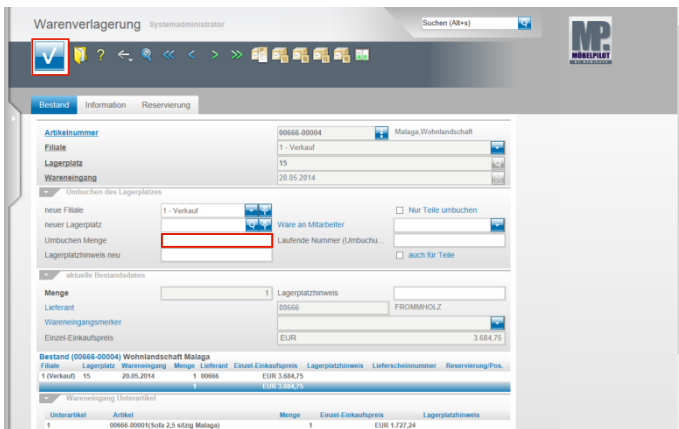 Warenverlagerung Systemadministrator Suchen (Alt+s)
MP
MÖBELPILOT
Bestand Information Reservierung
Artikelnummer 00666-00004 Malaga,Wohnlandschaft
Filiale 1 - Verkauf
Lagerplatz 15
Wareneingang 20.05.2014
Umbuchen des Lagerplatzes
neue Filiale 1 - Verkauf Nur Teile umbuchen
neuer Lagerplatz Ware an Mitarbeiter
Umbuchen Menge Laufende Nummer (Umbuchu...
Lagerplatzhinweis neu auch für Teile
aktuelle Bestandsdaten
Menge 1 Lagerplatzhinweis
Lieferant 00666 FROMMHOLZ
Wareneingangsmerker
Einzel-Einkaufspreis EUR 3.684,75
Bestand (00666-00004) Wohnlandschaft Malaga
Filiale Lagerplatz Wareneingang Menge Lieferant Einzel-Einkaufspreis Lagerplatzhinweis Lieferscheinnummer Reservierung/Pos.
1 (Verkauf) 15 20.05.2014 1 00666 EUR 3.684,75
1 EUR 3.684,75
Wareneingang Unterartikel
Unterartikel Artikel Menge Einzel-Einkaufspreis Lagerplatzhinweis
1 00666-00001(Sofa 2,5 sitzig Malaga) 1 EUR 1.727,24